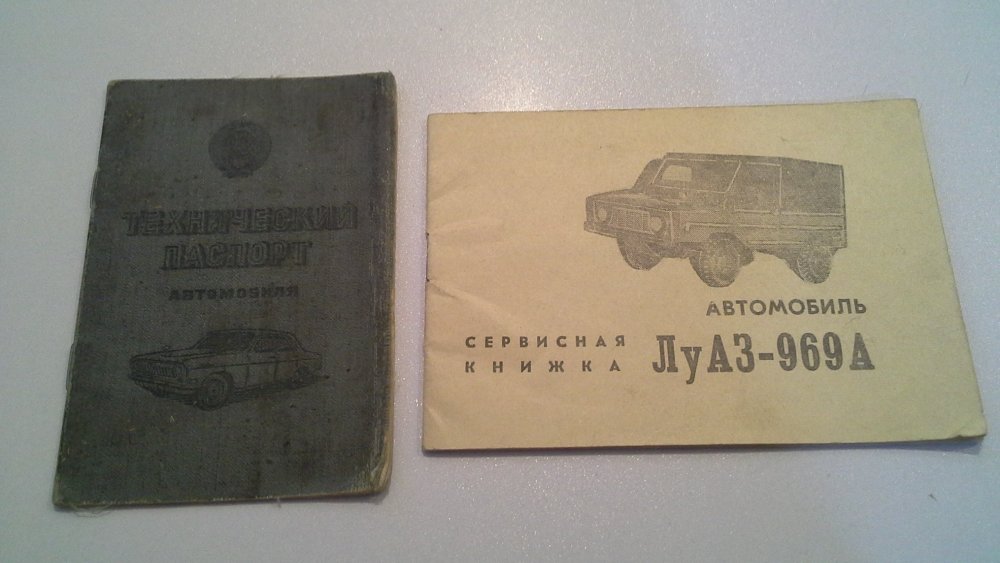 ТЕХНИЧЕСКИЙ
ПАСПОРТ
АВТОМОБИЛЯ
АВТОМОБИЛЬ
СЕРВИСНАЯ
КНИЖКА
ЛуАЗ-969А